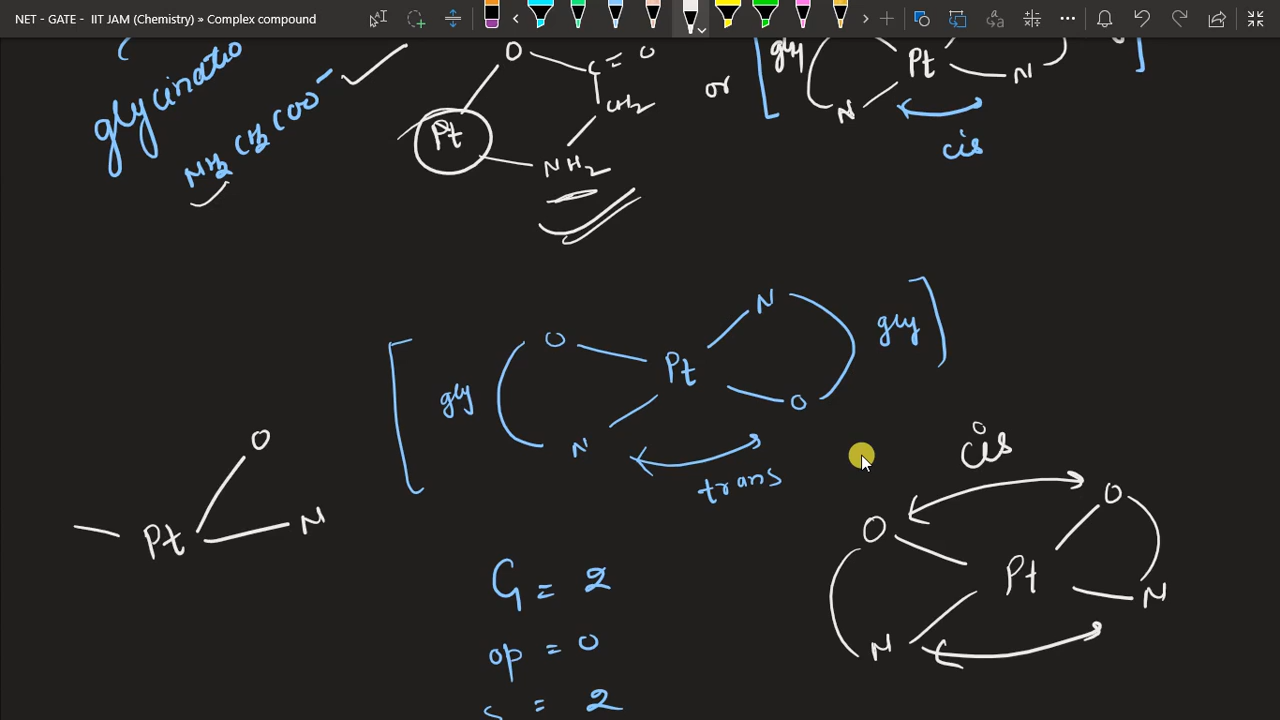 NET - GATE - IIT JAM (Chemistry) » Complex compound
glycinato
NH2 CH2 COO-
O
C = O
CH2
Pt
NH2
or
gly
Pt
N
N
cis
N
gly
O
Pt
gly
O
N
trans
O
Pt
N
cis
O
O
Pt
N
N
G = 2
op = 0
s = 2